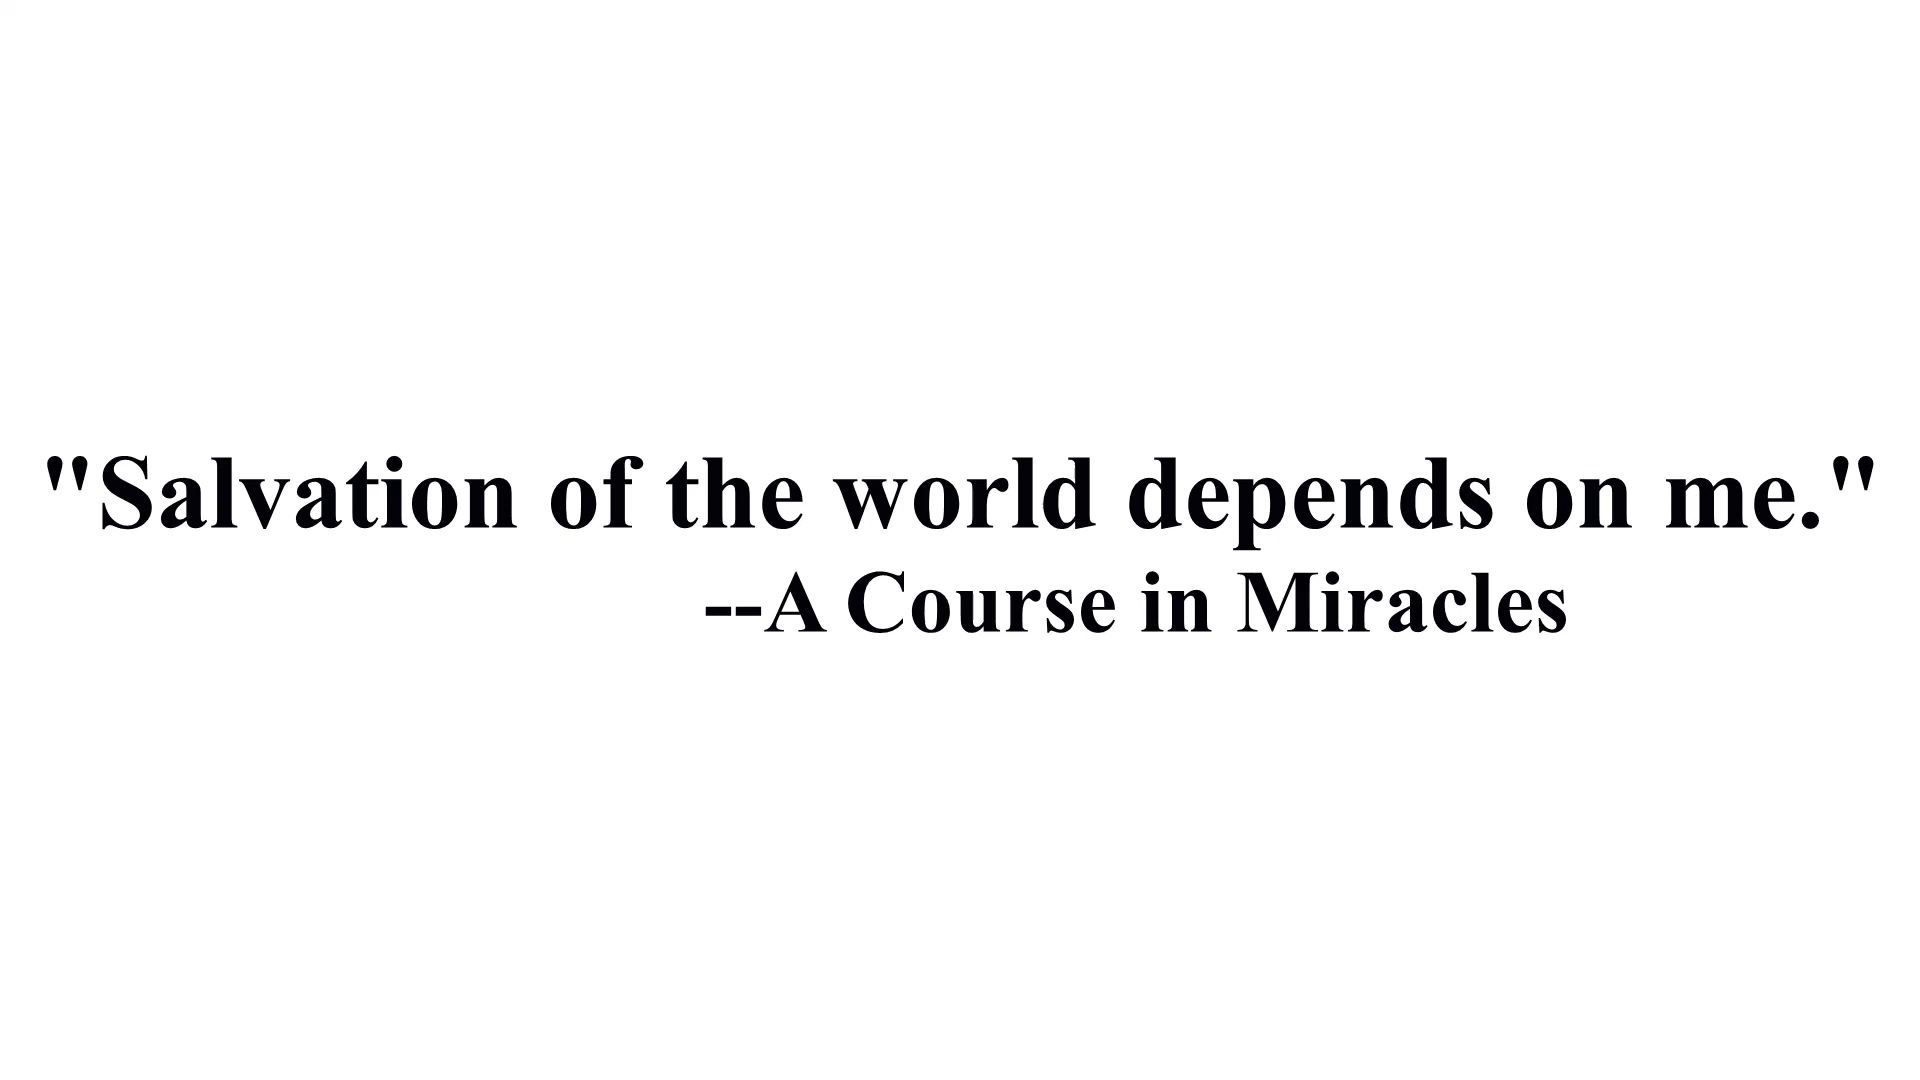 "Salvation of the world depends on me."
--A Course in Miracles